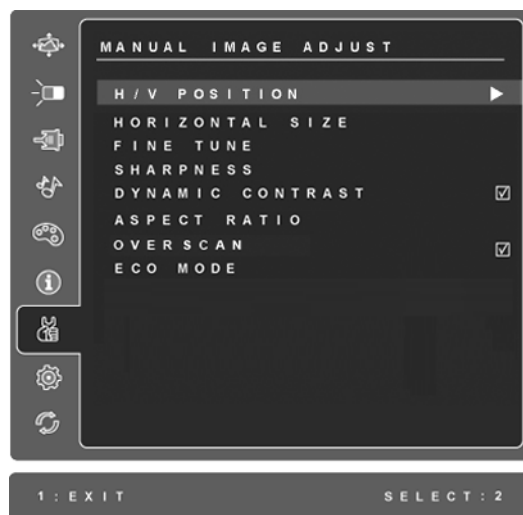 MANUAL IMAGE ADJUST
H/V POSITION
HORIZONTAL SIZE
FINE TUNE
SHARPNESS
DYNAMIC CONTRAST
ASPECT RATIO
OVERSCAN
ECO MODE
1:EXIT SELECT:2